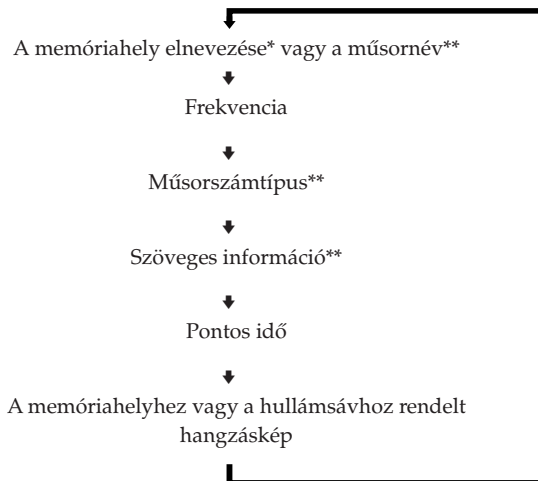 A memóriahely elnevezése* vagy a műsornév**
Frekvencia
Műsorszámtípus**
Szöveges információ**
Pontos idő
A memóriahelyhez vagy a hullámsávhoz rendelt
hangzáskép